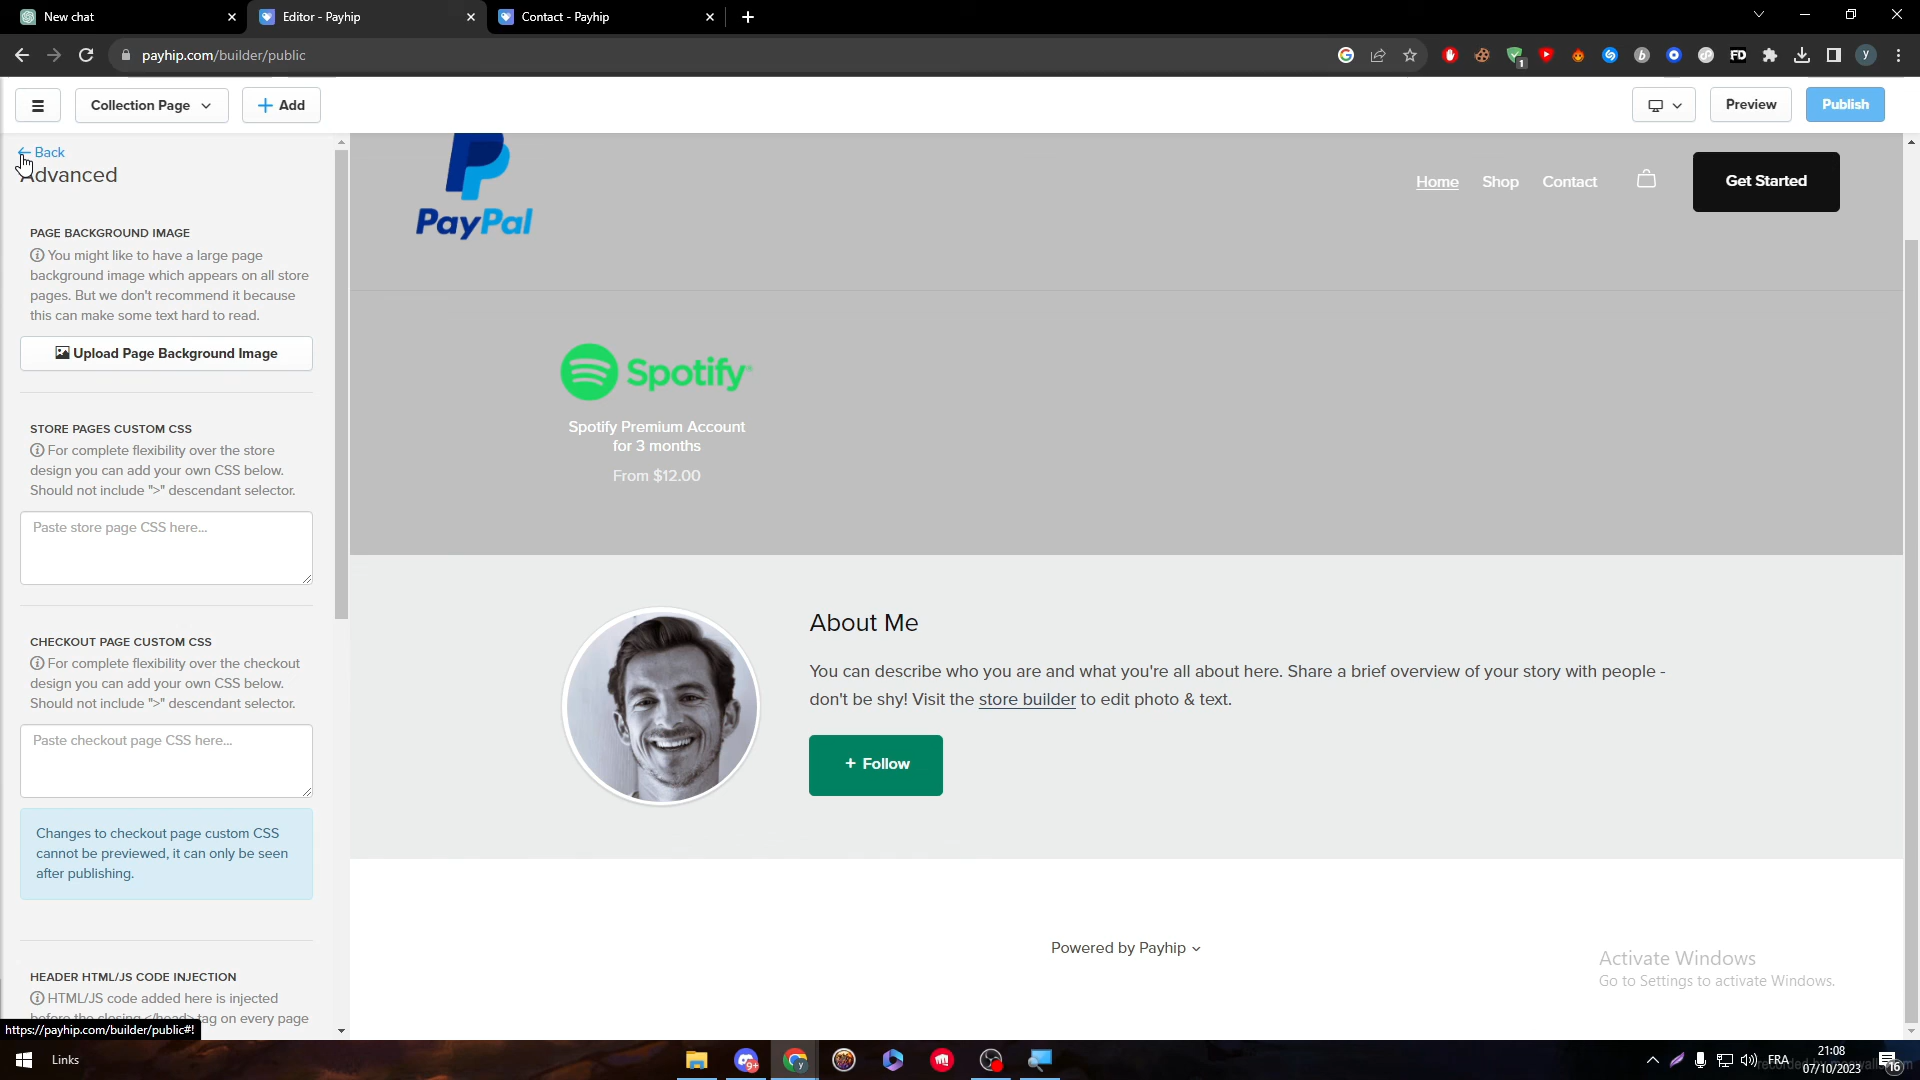 New chat
Editor - Payhip
Contact - Payhip
payhip.com/builder/public
1
FD
y
Collection Page
+ Add
Preview
Publish
← Back
Advanced
PAGE BACKGROUND IMAGE
You might like to have a large page
background image which appears on all store
pages. But we don't recommend it because
this can make some text hard to read.
Upload Page Background Image
STORE PAGES CUSTOM CSS
For complete flexibility over the store
design you can add your own CSS below.
Should not include ">" descendant selector.
Paste store page CSS here...
CHECKOUT PAGE CUSTOM CSS
For complete flexibility over the checkout
design you can add your own CSS below.
Should not include ">" descendant selector.
Paste checkout page CSS here...
Changes to checkout page custom CSS
cannot be previewed, it can only be seen
after publishing.
HEADER HTML/JS CODE INJECTION
HTML/JS code added here is injected
before the closing </head> tag on every page
https://payhip.com/builder/public#!
PayPal
Home
Shop
Contact
Get Started
Spotify
Spotify Premium Account
for 3 months
From $12.00
About Me
You can describe who you are and what you're all about here. Share a brief overview of your story with people -
don't be shy! Visit the store builder to edit photo & text.
+ Follow
Powered by Payhip
Activate Windows
Go to Settings to activate Windows.
Links
FRA
21:08
07/10/2023
16